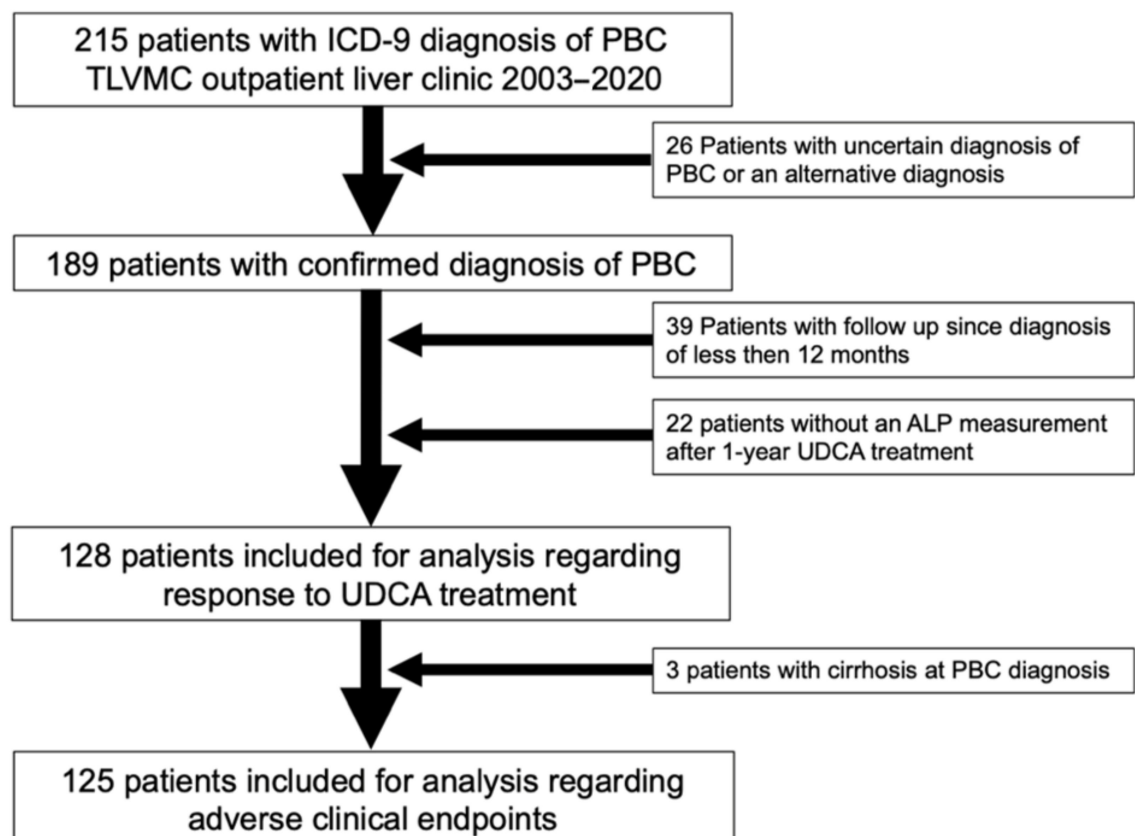 215 patients with ICD-9 diagnosis of PBC
TLVMC outpatient liver clinic 2003–2020
26 Patients with uncertain diagnosis of
PBC or an alternative diagnosis
189 patients with confirmed diagnosis of PBC
39 Patients with follow up since diagnosis
of less then 12 months
22 patients without an ALP measurement
after 1-year UDCA treatment
128 patients included for analysis regarding
response to UDCA treatment
3 patients with cirrhosis at PBC diagnosis
125 patients included for analysis regarding
adverse clinical endpoints